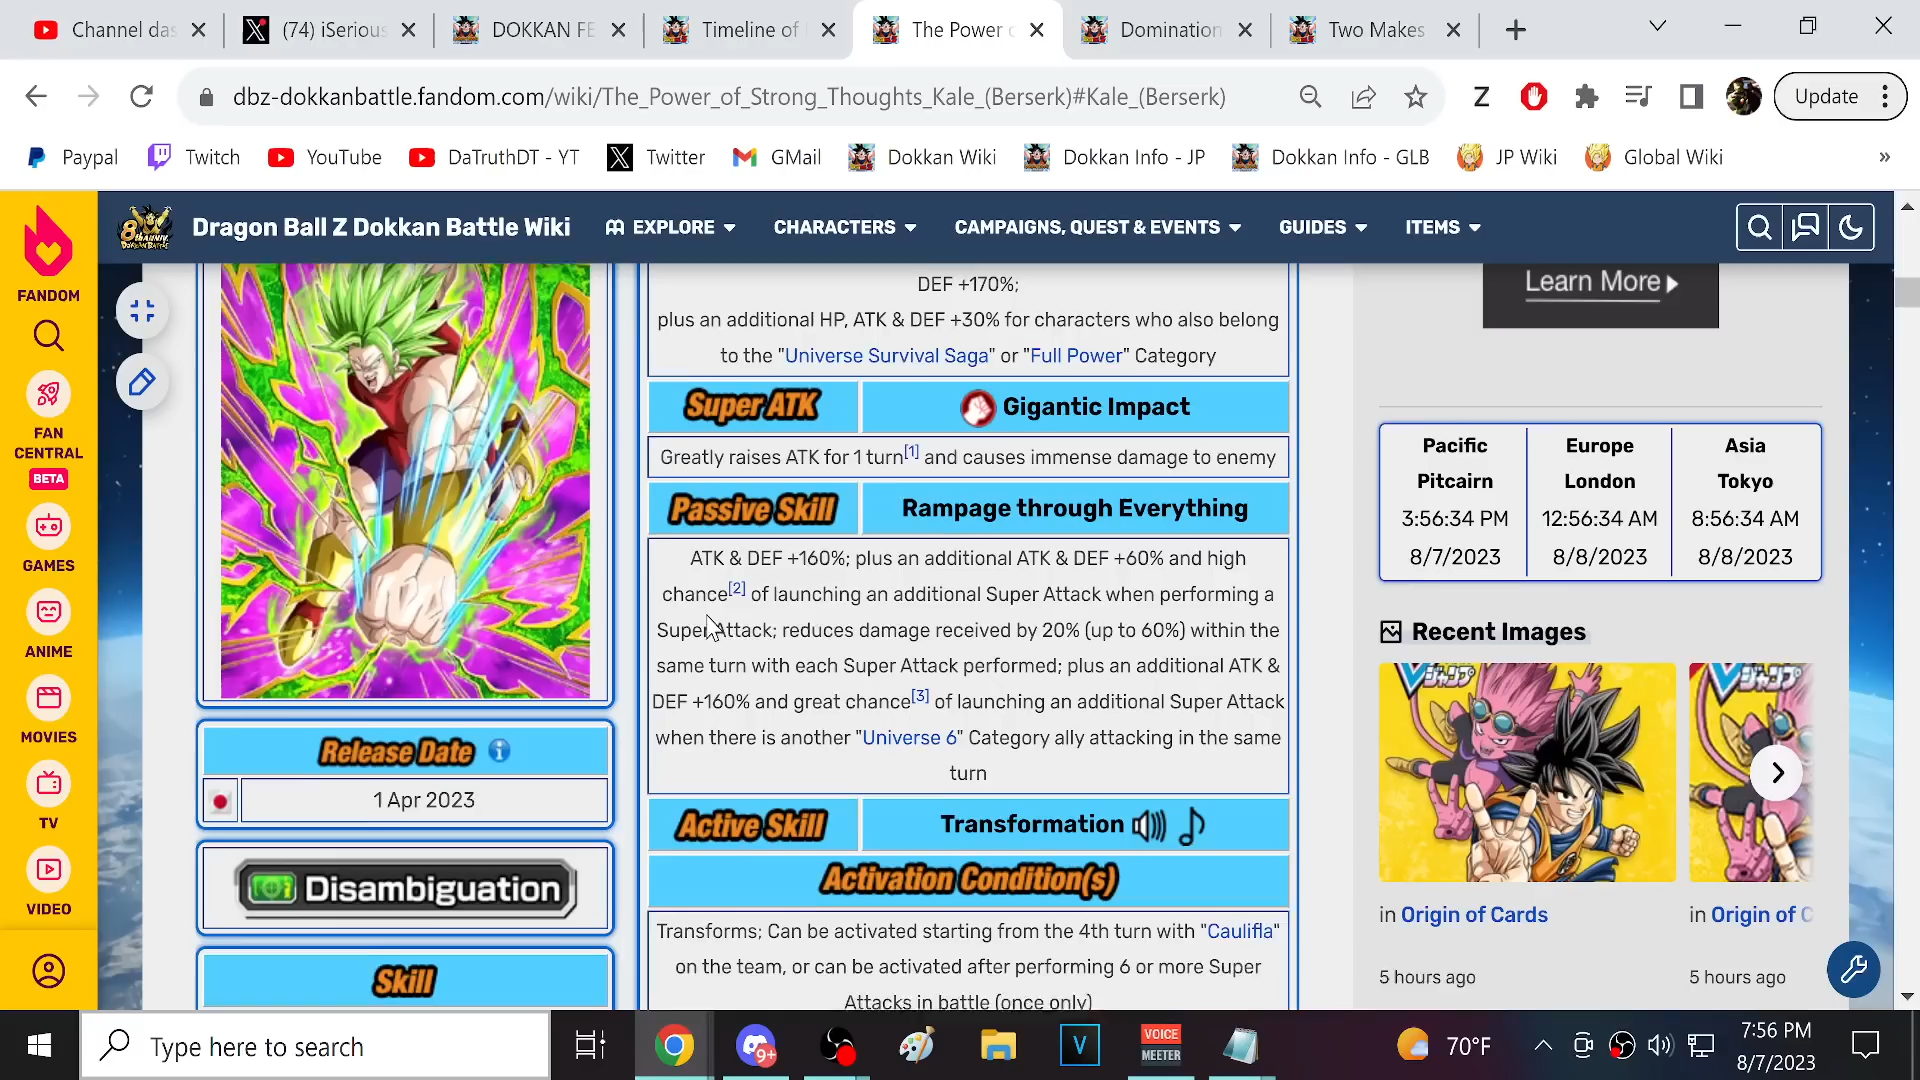 Channel das
(74) iSerious
DOKKAN FE
Timeline of
The Power o
Domination
Two Makes
dbz-dokkanbattle.fandom.com/wiki/The_Power_of_Strong_Thoughts_Kale_(Berserk)#Kale_(Berserk)
Z
Update
Paypal
Twitch
YouTube
DaTruthDT - YT
Twitter
GMail
Dokkan Wiki
Dokkan Info - JP
Dokkan Info - GLB
JP Wiki
Global Wiki
»
Dragon Ball Z Dokkan Battle Wiki
EXPLORE
CHARACTERS
CAMPAIGNS, QUEST & EVENTS
GUIDES
ITEMS
FANDOM
FAN
CENTRAL
BETA
GAMES
ANIME
MOVIES
TV
VIDEO
Release Date
1 Apr 2023
Disambiguation
Skill
DEF +170%;
plus an additional HP, ATK & DEF +30% for characters who also belong
to the "Universe Survival Saga" or "Full Power" Category
Super ATK
Gigantic Impact
Greatly raises ATK for 1 turn[1] and causes immense damage to enemy
Passive Skill
Rampage through Everything
ATK & DEF +160%; plus an additional ATK & DEF +60% and high
chance[2] of launching an additional Super Attack when performing a
Super Attack; reduces damage received by 20% (up to 60%) within the
same turn with each Super Attack performed; plus an additional ATK &
DEF +160% and great chance[3] of launching an additional Super Attack
when there is another "Universe 6" Category ally attacking in the same
turn
Active Skill
Transformation
Activation Condition(s)
Transforms; Can be activated starting from the 4th turn with "Caulifla"
on the team, or can be activated after performing 6 or more Super
Attacks in battle (once only)
Learn More
Pacific
Pitcairn
3:56:34 PM
8/7/2023
Europe
London
12:56:34 AM
8/8/2023
Asia
Tokyo
8:56:34 AM
8/8/2023
Recent Images
in Origin of Cards
5 hours ago
in Origin of C
5 hours ago
Type here to search
9+
V
VOICE
MEETER
70°F
7:56 PM
8/7/2023